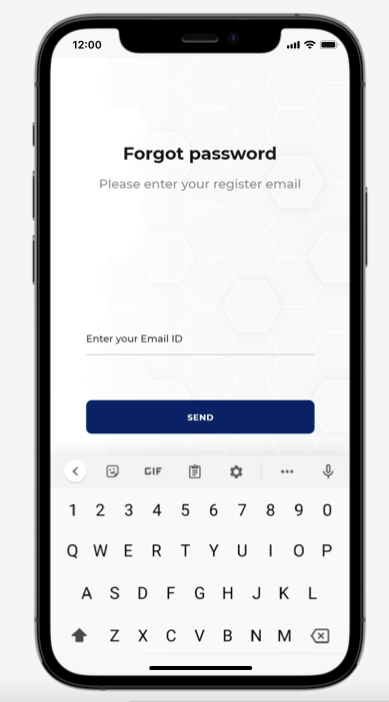 12:00
Forgot password
Please enter your register email
Enter your Email ID
SEND
GIF
1 2 3 4 5 6 7 8 9 0
Q W E R T Y U I O P
A S D F G H J K L
Z X C V B N M